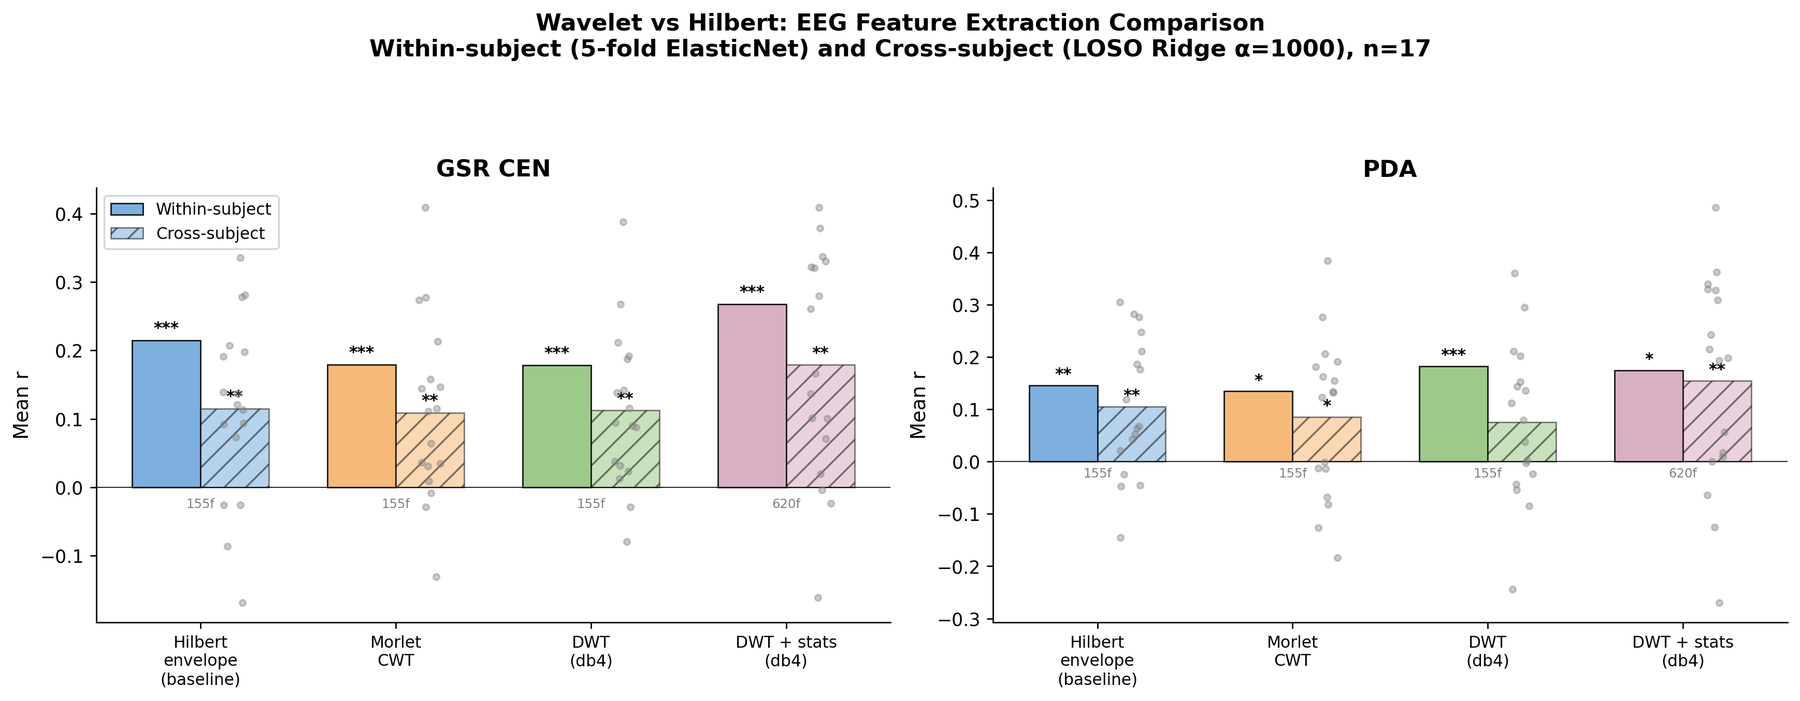 Wavelet vs Hilbert: EEG Feature Extraction Comparison
Within-subject (5-fold ElasticNet) and Cross-subject (LOSO Ridge α=1000), n=17
GSR CEN
Within-subject
Cross-subject
Mean r
0.4
0.3
0.2
0.1
0.0
−0.1
***
**
***
**
***
**
***
**
155f
155f
155f
620f
Hilbert
envelope
(baseline)
Morlet
CWT
DWT
(db4)
DWT + stats
(db4)
PDA
Mean r
0.5
0.4
0.3
0.2
0.1
0.0
−0.1
−0.2
−0.3
**
**
*
*
***
*
**
155f
155f
155f
620f
Hilbert
envelope
(baseline)
Morlet
CWT
DWT
(db4)
DWT + stats
(db4)